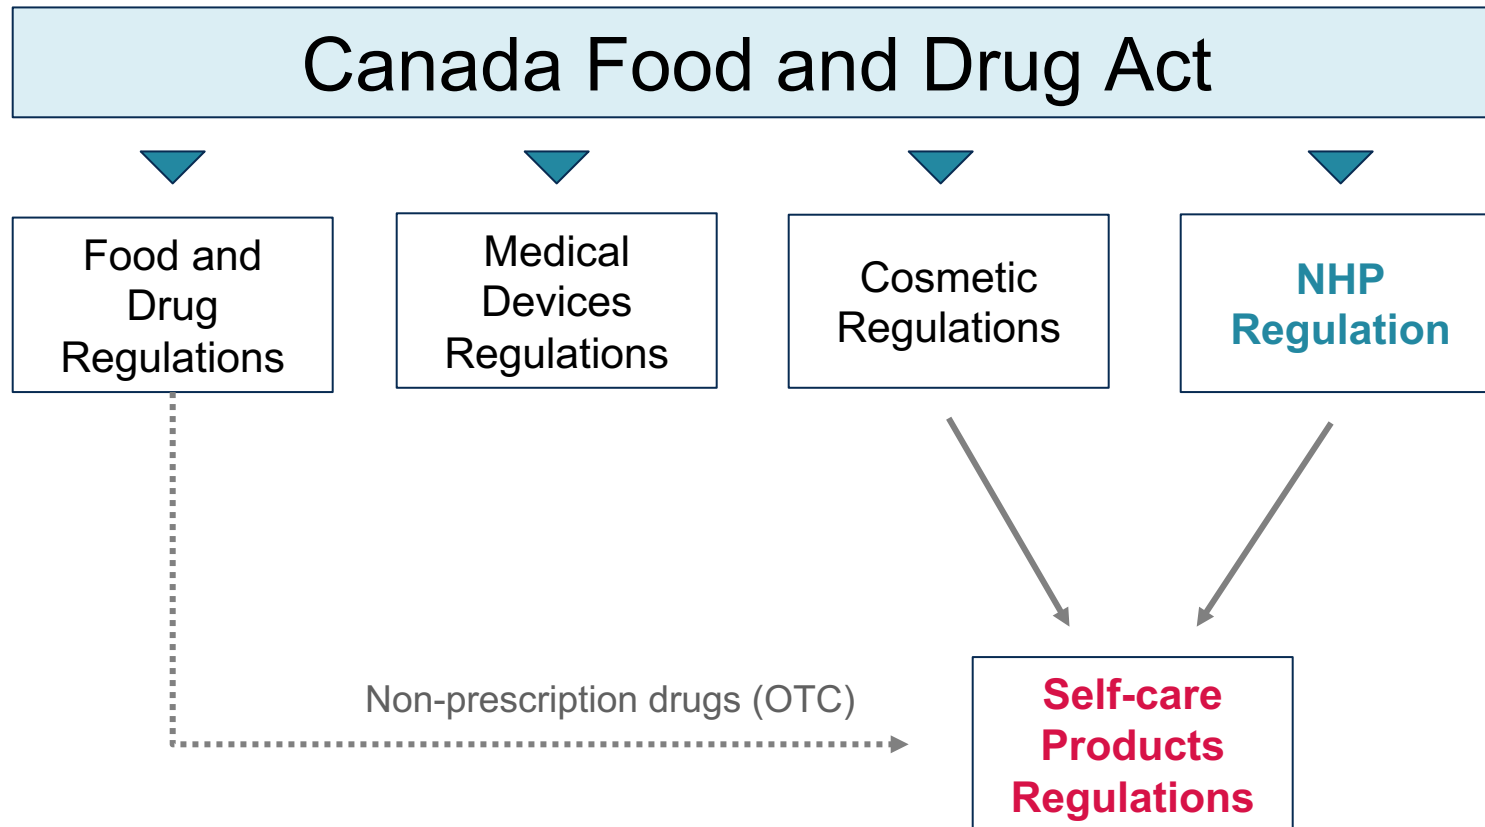 Canada Food and Drug Act
Food and
Drug
Regulations
Medical
Devices
Regulations
Cosmetic
Regulations
NHP
Regulation
Non-prescription drugs (OTC)
Self-care
Products
Regulations